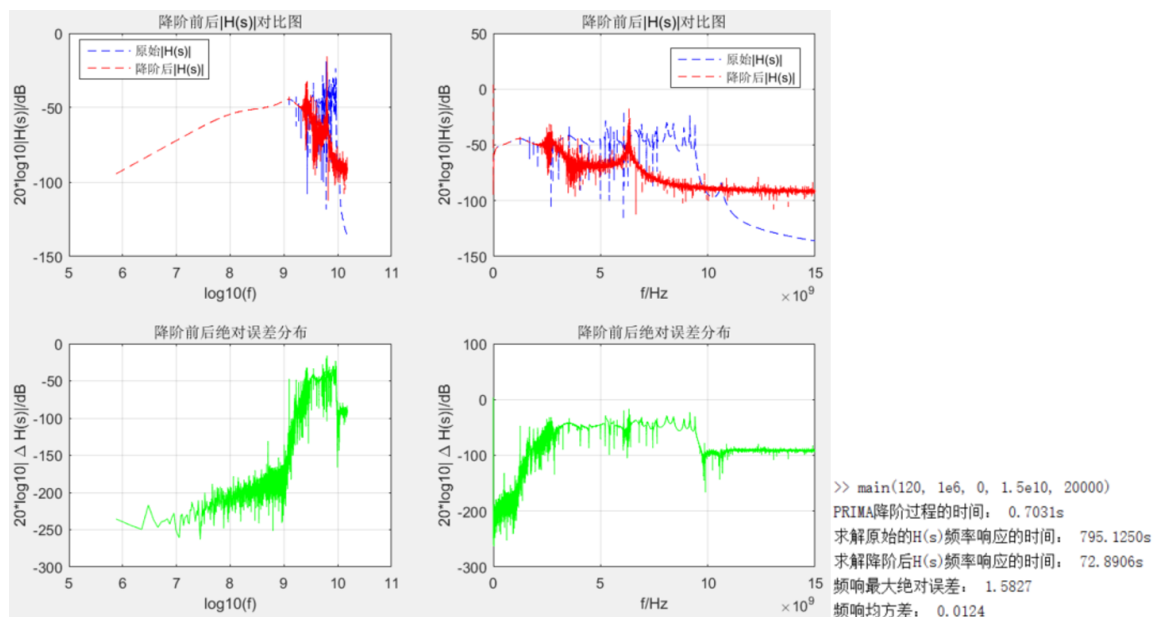 降阶前后|H(s)|对比图
0
-50
-100
-150
20*log10|H(s)|/dB
原始|H(s)|
降阶后|H(s)|
5 6 7 8 9 10 11
log10(f)
降阶前后|H(s)|对比图
50
0
-50
-100
-150
20*log10|H(s)|/dB
原始|H(s)|
降阶后|H(s)|
0 5 10 15
f/Hz
×10^9
降阶前后绝对误差分布
0
-50
-100
-150
-200
-250
-300
20*log10| Δ H(s)|/dB
5 6 7 8 9 10 11
log10(f)
降阶前后绝对误差分布
100
0
-100
-200
-300
20*log10| Δ H(s)|/dB
0 5 10 15
f/Hz
×10^9
>> main(120, 1e6, 0, 1.5e10, 20000)
PRIMA降阶过程的时间： 0.7031s
求解原始的H(s)频率响应的时间： 795.1250s
求解降阶后H(s)频率响应的时间： 72.8906s
频响最大绝对误差： 1.5827
频响均方差： 0.0124